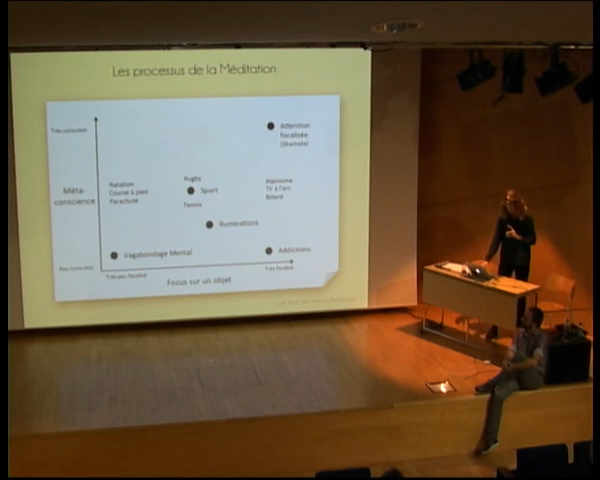 Les processus de la Méditation
Très conscient
Attention
focalisée
(Shamata)
Natation
Course à pied
Parachute
Rugby
Sport
Tennis
Alpinisme
Tir à l'arc
Billard
Méta-
conscience
Ruminations
Vagabondage Mental
Addictions
Peu conscient
Très peu focalisé
Très focalisé
Focus sur un objet